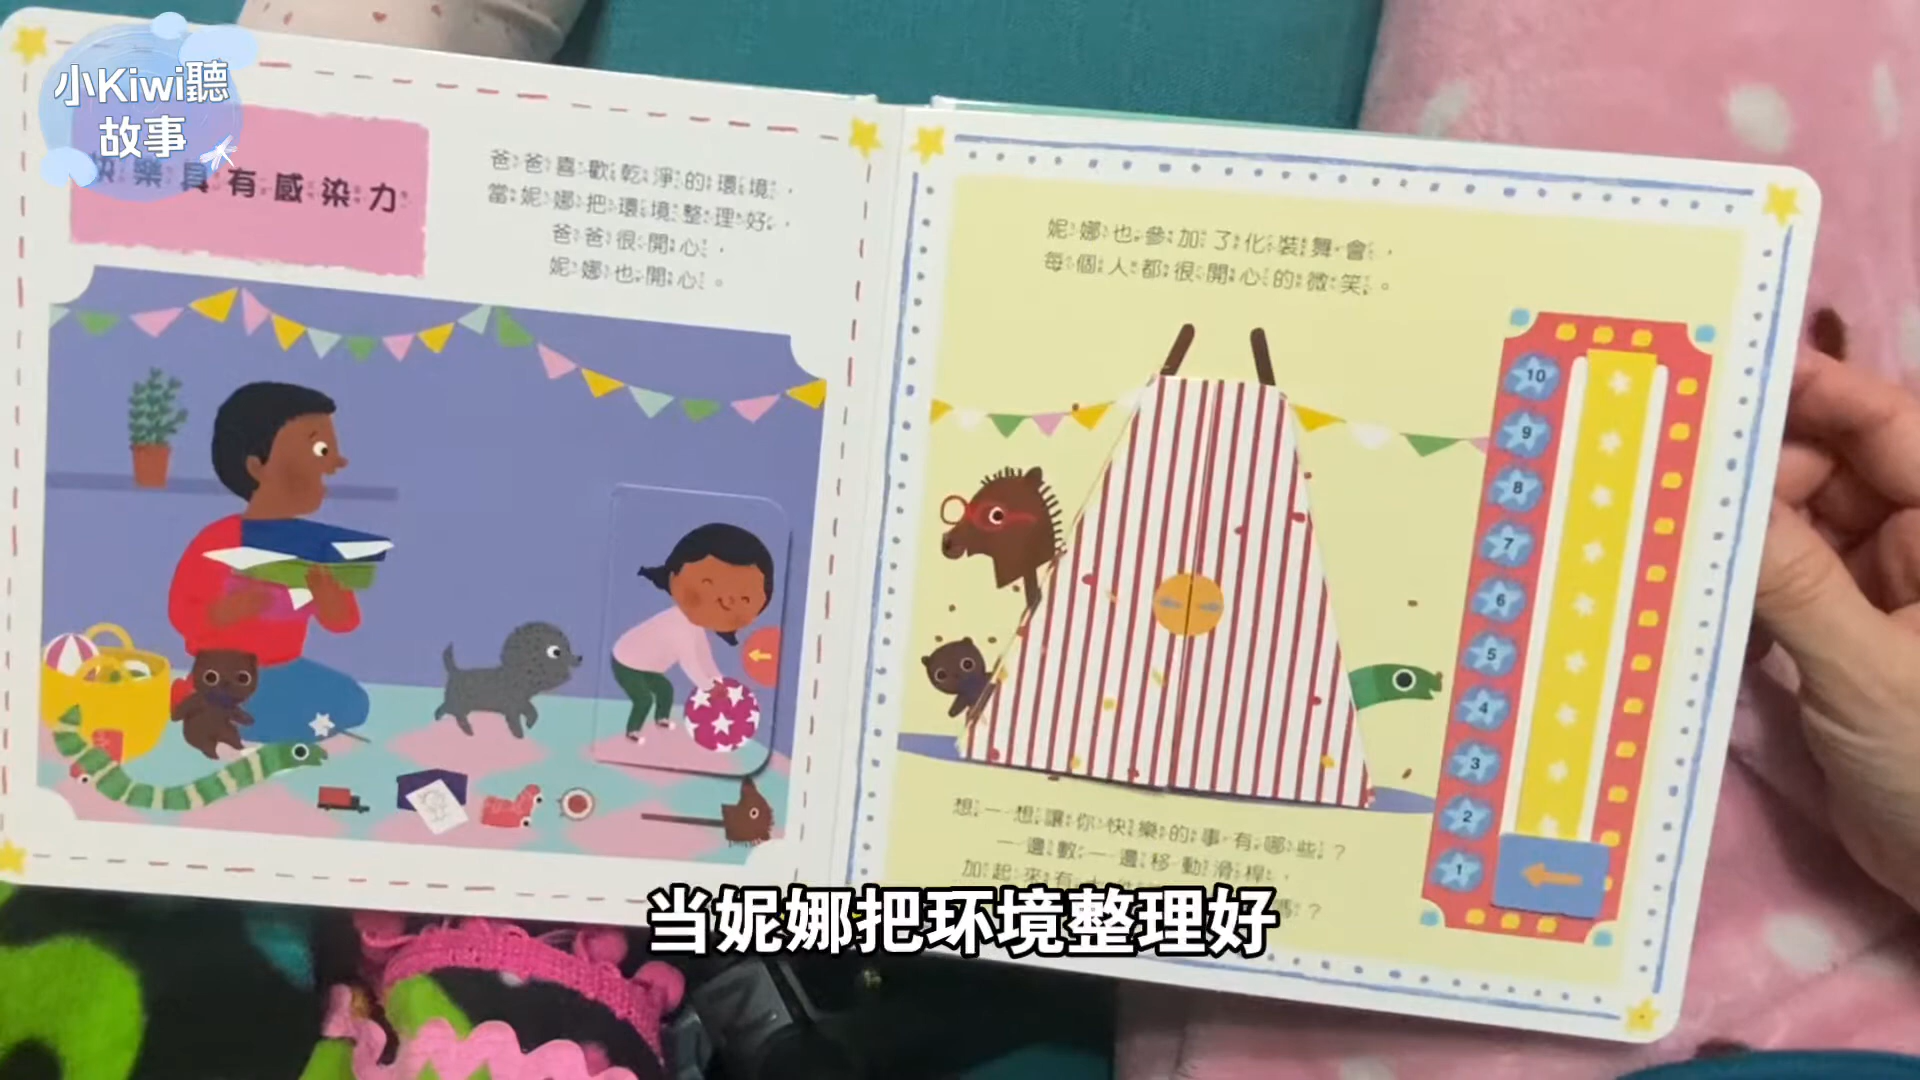 小Kiwi聽
故事
快樂具有感染力
爸爸喜歡乾淨的環境，
當妮娜把環境整理好，
爸爸很開心，
妮娜也開心。
妮娜也參加了化裝舞會，
每個人都很開心的微笑。
10
9
8
7
6
5
4
3
2
1
想一想讓你快樂的事有哪些？
一邊數一邊移動滑桿，
加起來有
嗎？
当妮娜把环境整理好